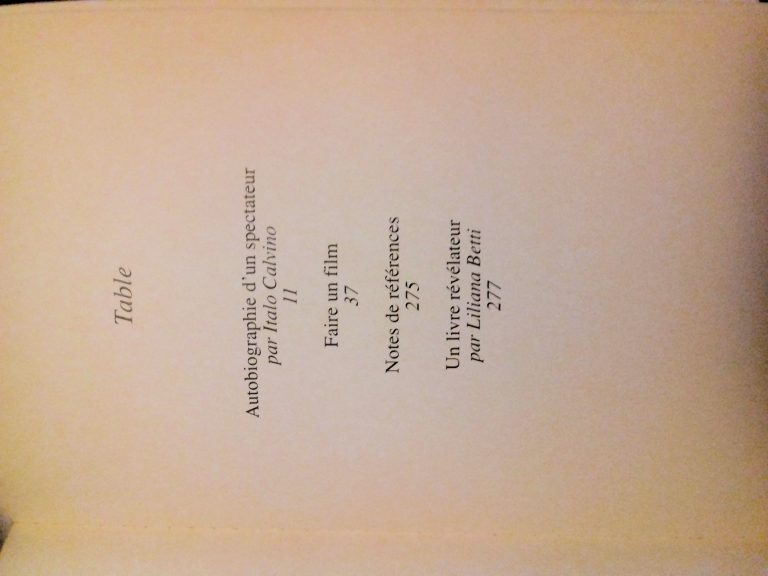 Table
Autobiographie d'un spectateur
par Italo Calvino
11
Faire un film
37
Notes de références
275
Un livre révélateur
par Liliana Betti
277